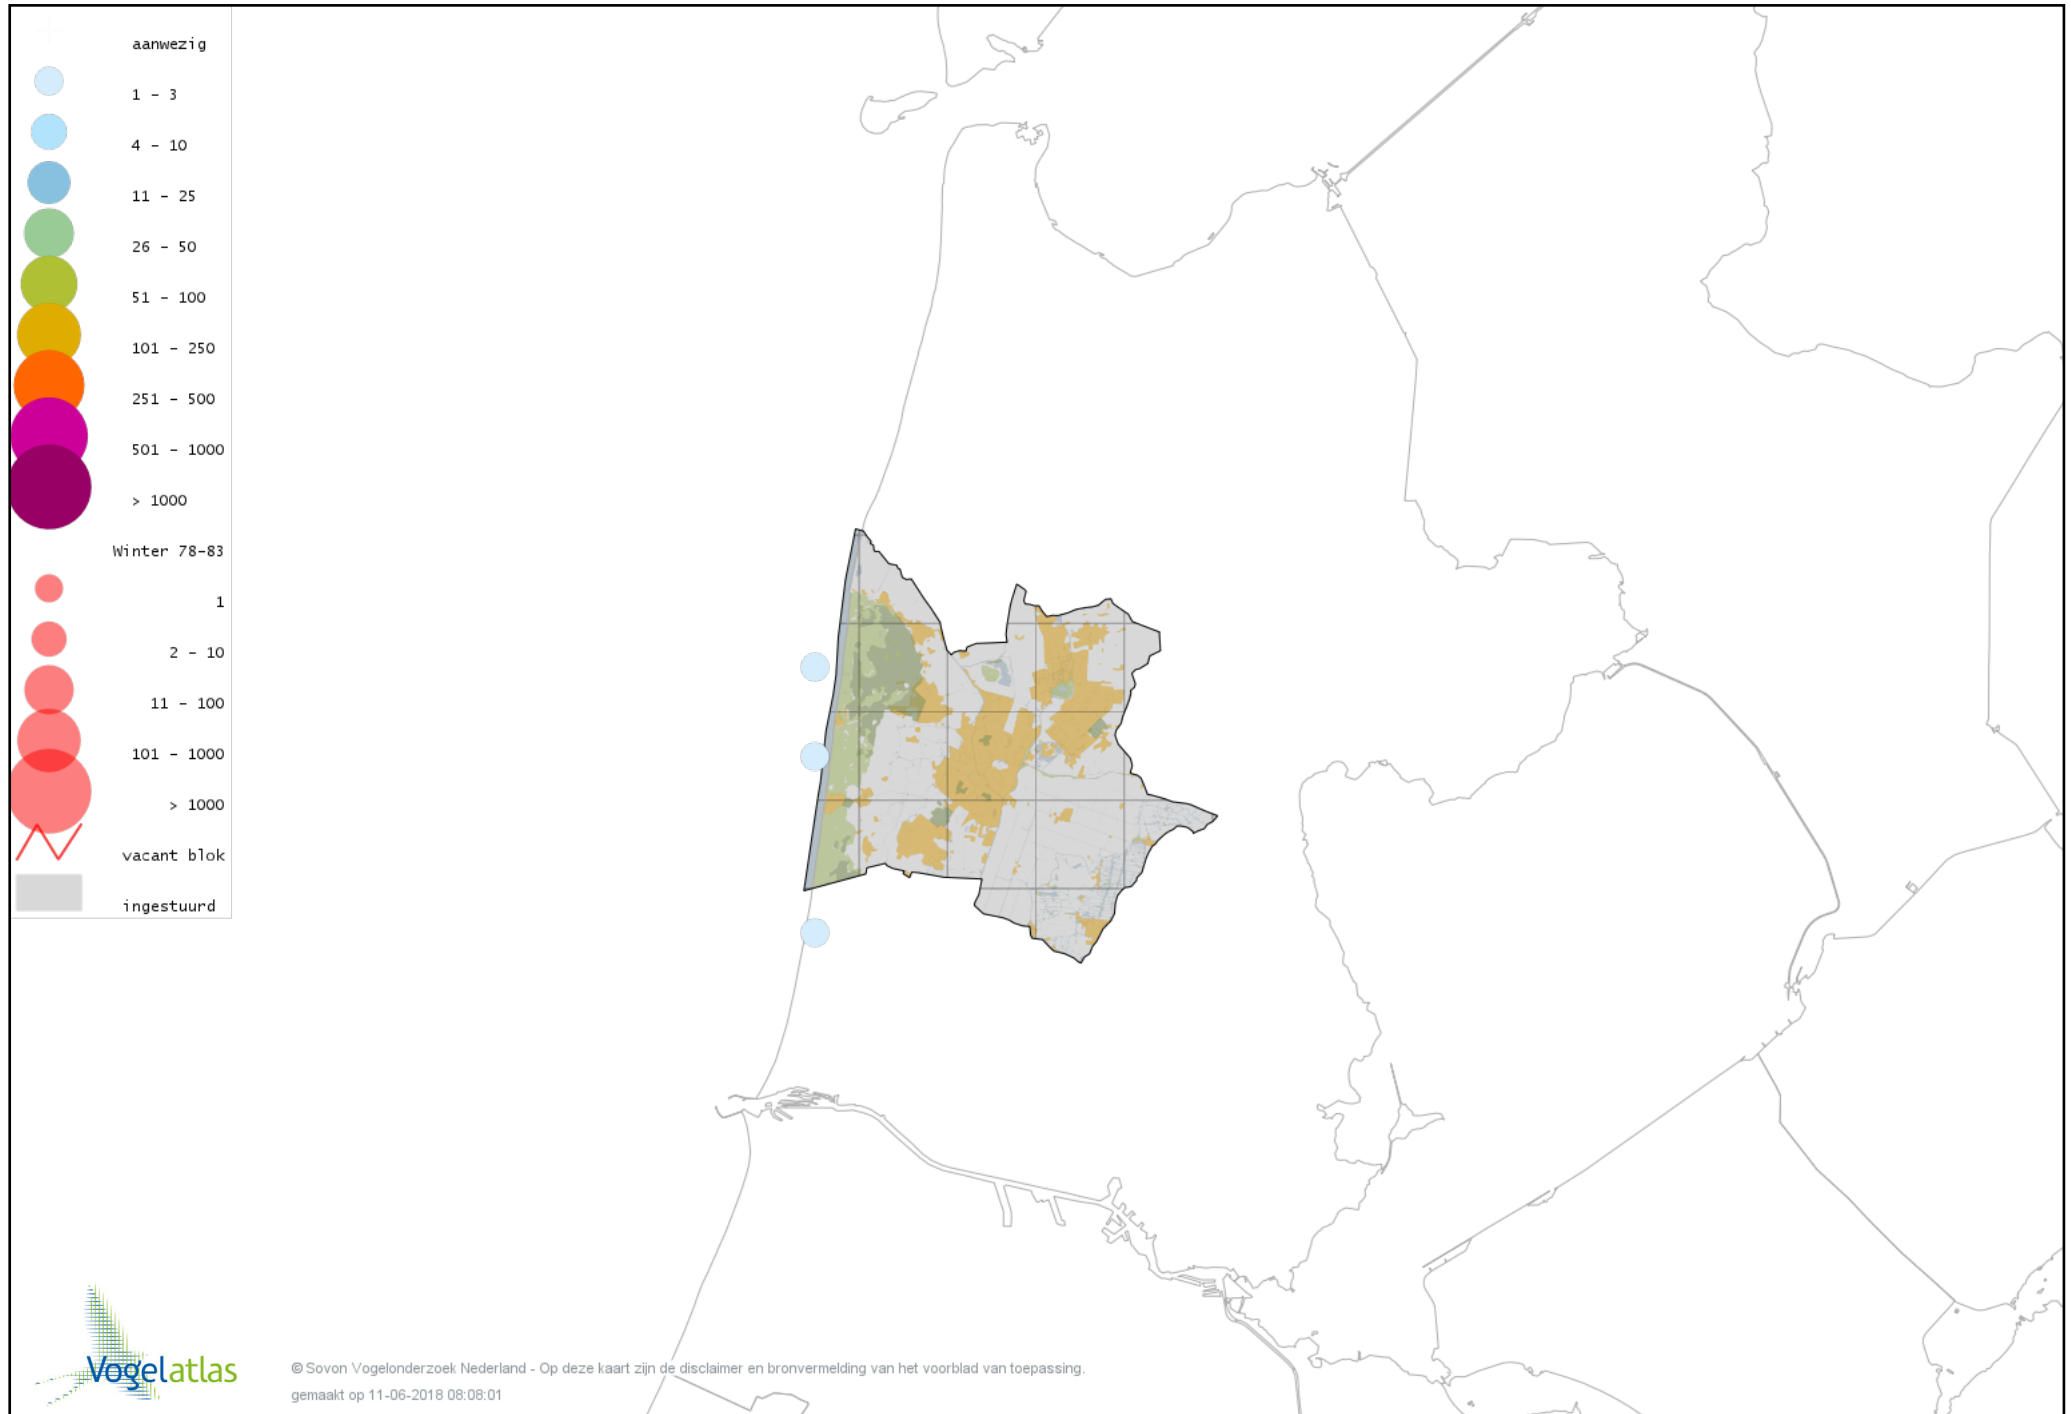 aanwezig
1 - 3
4 - 10
11 - 25
26 - 50
51 - 100
101 - 250
251 - 500
501 - 1000
> 1000
Winter 78-83
1
2 - 10
11 - 100
101 - 1000
> 1000
vacant blok
ingestuurd
Vogelatlas
© Sovon Vogelonderzoek Nederland - Op deze kaart zijn de disclaimer en bronvermelding van het voorblad van toepassing.
gemaakt op 11-06-2018 08:08:01